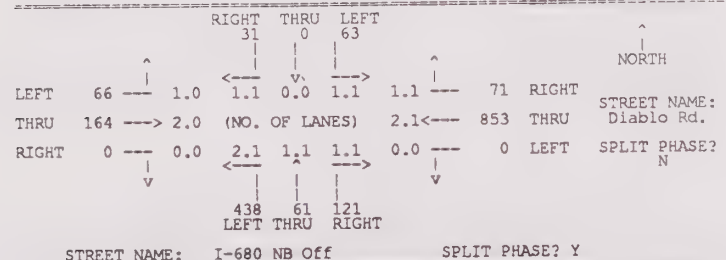 RIGHT THRU LEFT
31 0 63
^
| | |
^ | | | ^ NORTH
| <--- v ---> |
LEFT 66 --- 1.0 1.1 0.0 1.1 1.1 --- 71 RIGHT
STREET NAME:
THRU 164 ---> 2.0 (NO. OF LANES) 2.1<--- 853 THRU Diablo Rd.
RIGHT 0 --- 0.0 2.1 1.1 1.1 0.0 --- 0 LEFT SPLIT PHASE?
| <--- ^ ---> | N
v | | | v
438 61 121
LEFT THRU RIGHT
STREET NAME: I-680 NB Off SPLIT PHASE? Y